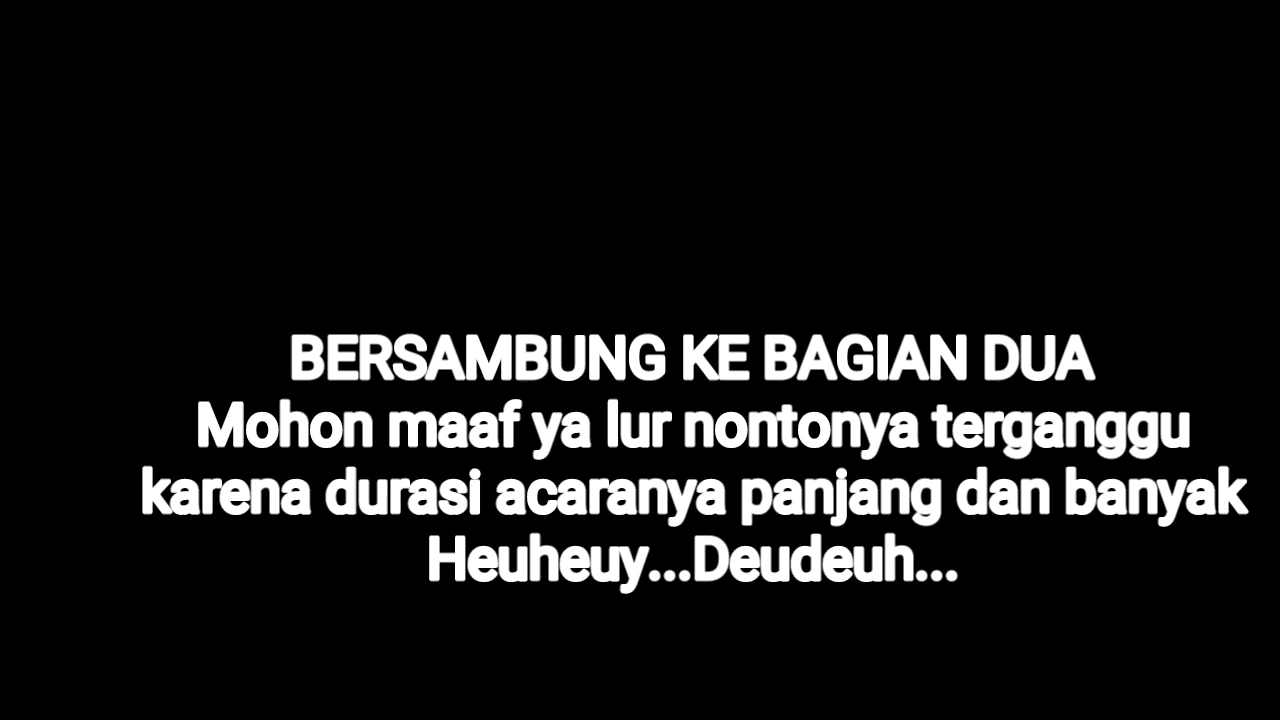 BERSAMBUNG KE BAGIAN DUA
Mohon maaf ya lur nontonya terganggu
karena durasi acaranya panjang dan banyak
Heuheuy...Deudeuh...